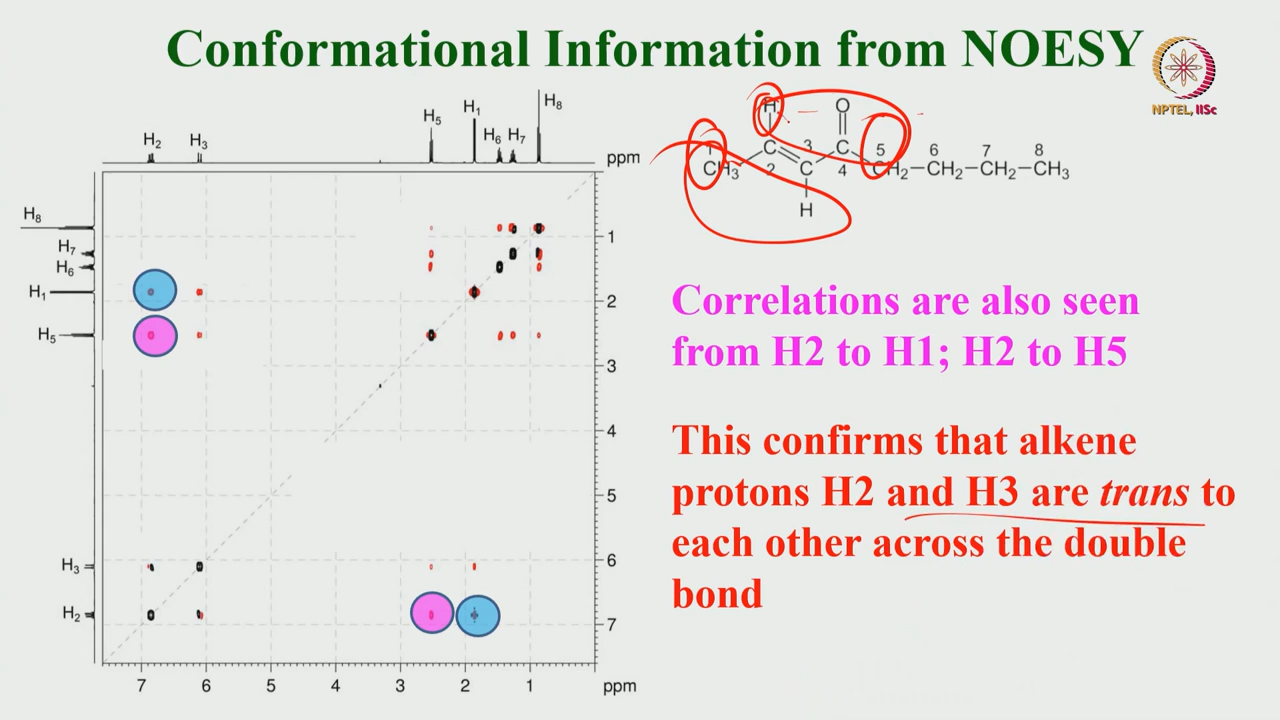 Conformational Information from NOESY
NPTEL, IISc
H₂ H₃ H₅ H₁ H₆ H₇ H₈
ppm
H₈
H₇
H₆
H₁
H₅
H₃
H₂
1
2
3
4
5
6
7
7 6 5 4 3 2 1 ppm
H O
1 3 5 6 7 8
C C
CH₃ C CH₂–CH₂–CH₂–CH₃
2 4
H
Correlations are also seen
from H2 to H1; H2 to H5
This confirms that alkene
protons H2 and H3 are trans to
each other across the double
bond